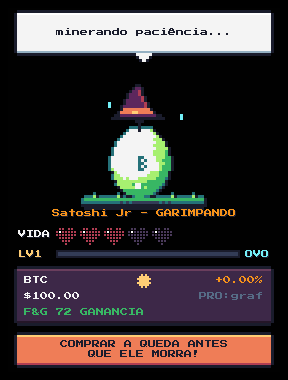 minerando paciência...
B
Satoshi Jr - GARIMPANDO
VIDA
LV1 OVO
BTC +0.00%
$100.00 PRO:graf
F&G 72 GANANCIA
COMPRAR A QUEDA ANTES
QUE ELE MORRA!